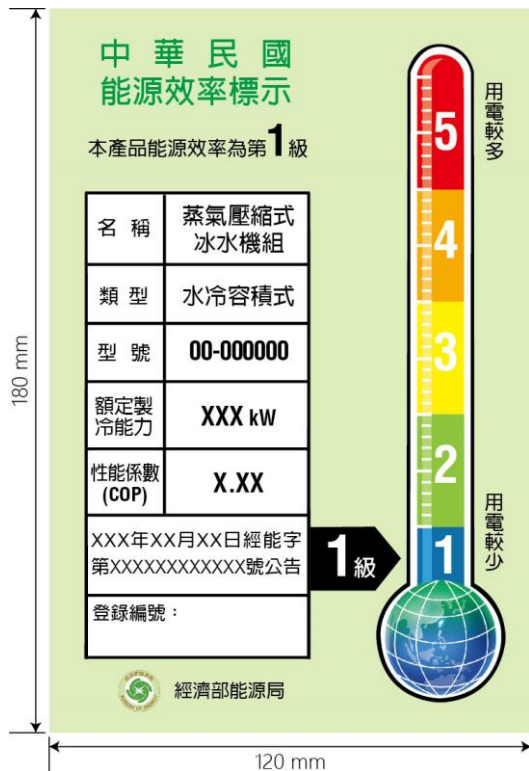 中華民國
能源效率標示
本產品能源效率為第1級
名稱
蒸氣壓縮式
冰水機組
類型
水冷容積式
型號
00-000000
額定製
冷能力
XXX kW
性能係數
(COP)
X.XX
XXX年XX月XX日經能字
第XXXXXXXXXXXX號公告
登錄編號：
經濟部能源局
1級
用電較多
5
4
3
2
1
用電較少
180 mm
120 mm